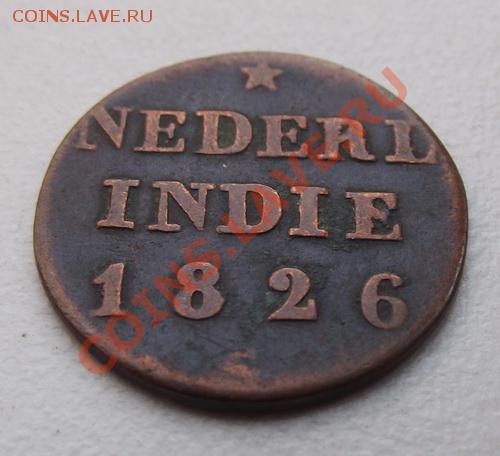 COINS.LAVE.RU
★
NEDERL
INDIE
1826
COINS.LAVE.RU